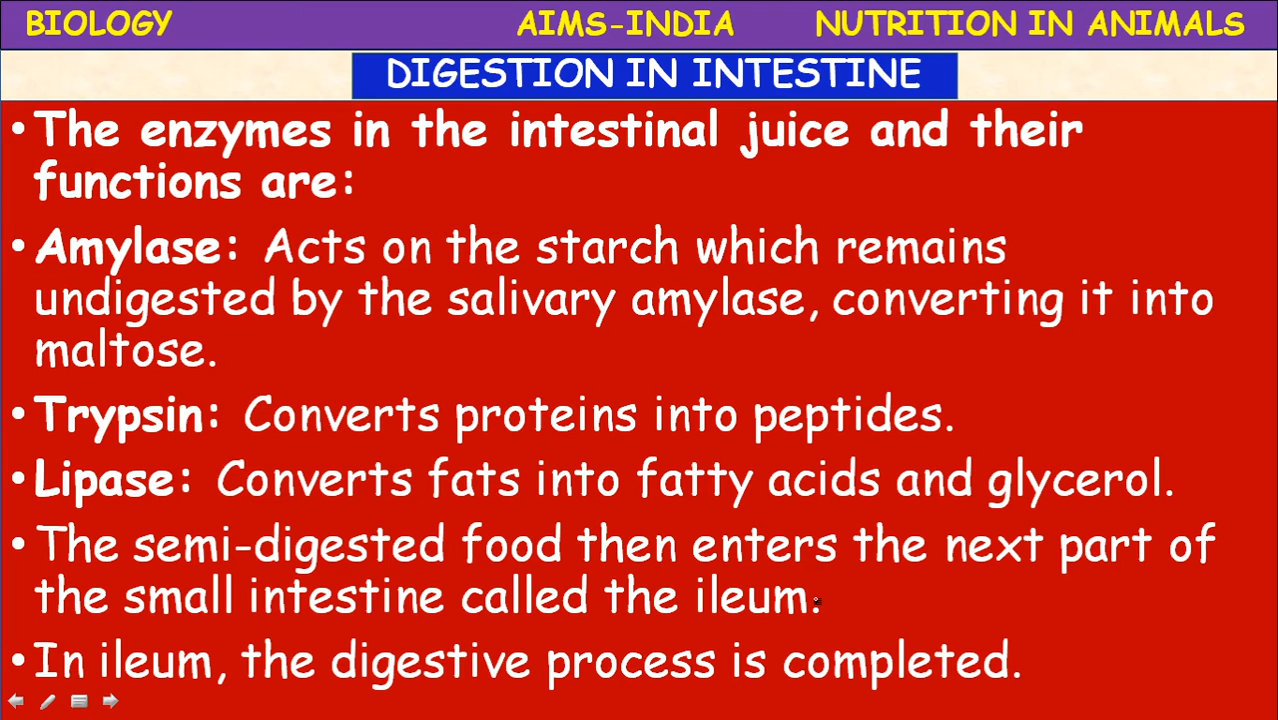 BIOLOGY AIMS-INDIA NUTRITION IN ANIMALS
DIGESTION IN INTESTINE
• The enzymes in the intestinal juice and their
functions are:
• Amylase: Acts on the starch which remains
undigested by the salivary amylase, converting it into
maltose.
• Trypsin: Converts proteins into peptides.
• Lipase: Converts fats into fatty acids and glycerol.
• The semi-digested food then enters the next part of
the small intestine called the ileum.
• In ileum, the digestive process is completed.